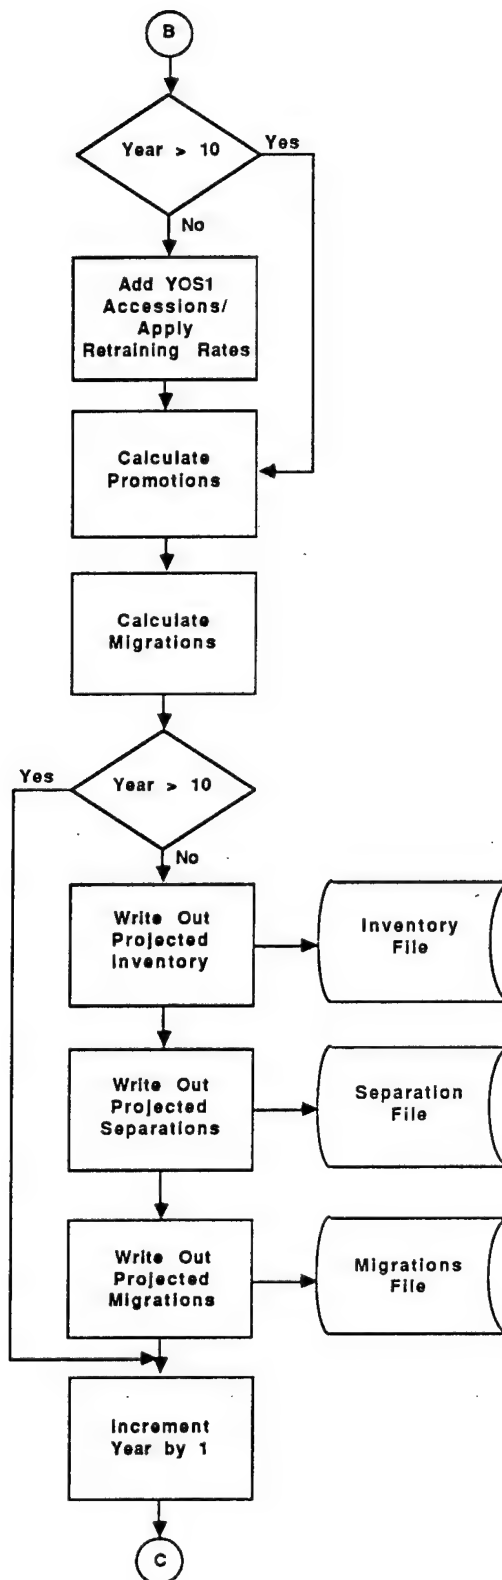 B
Year > 10
Yes
No
Add YOS1
Accessions/
Apply
Retraining Rates
Calculate
Promotions
Calculate
Migrations
Yes
Year > 10
No
Write Out
Projected
Inventory
Inventory
File
Write Out
Projected
Separations
Separation
File
Write Out
Projected
Migrations
Migrations
File
Increment
Year by 1
C